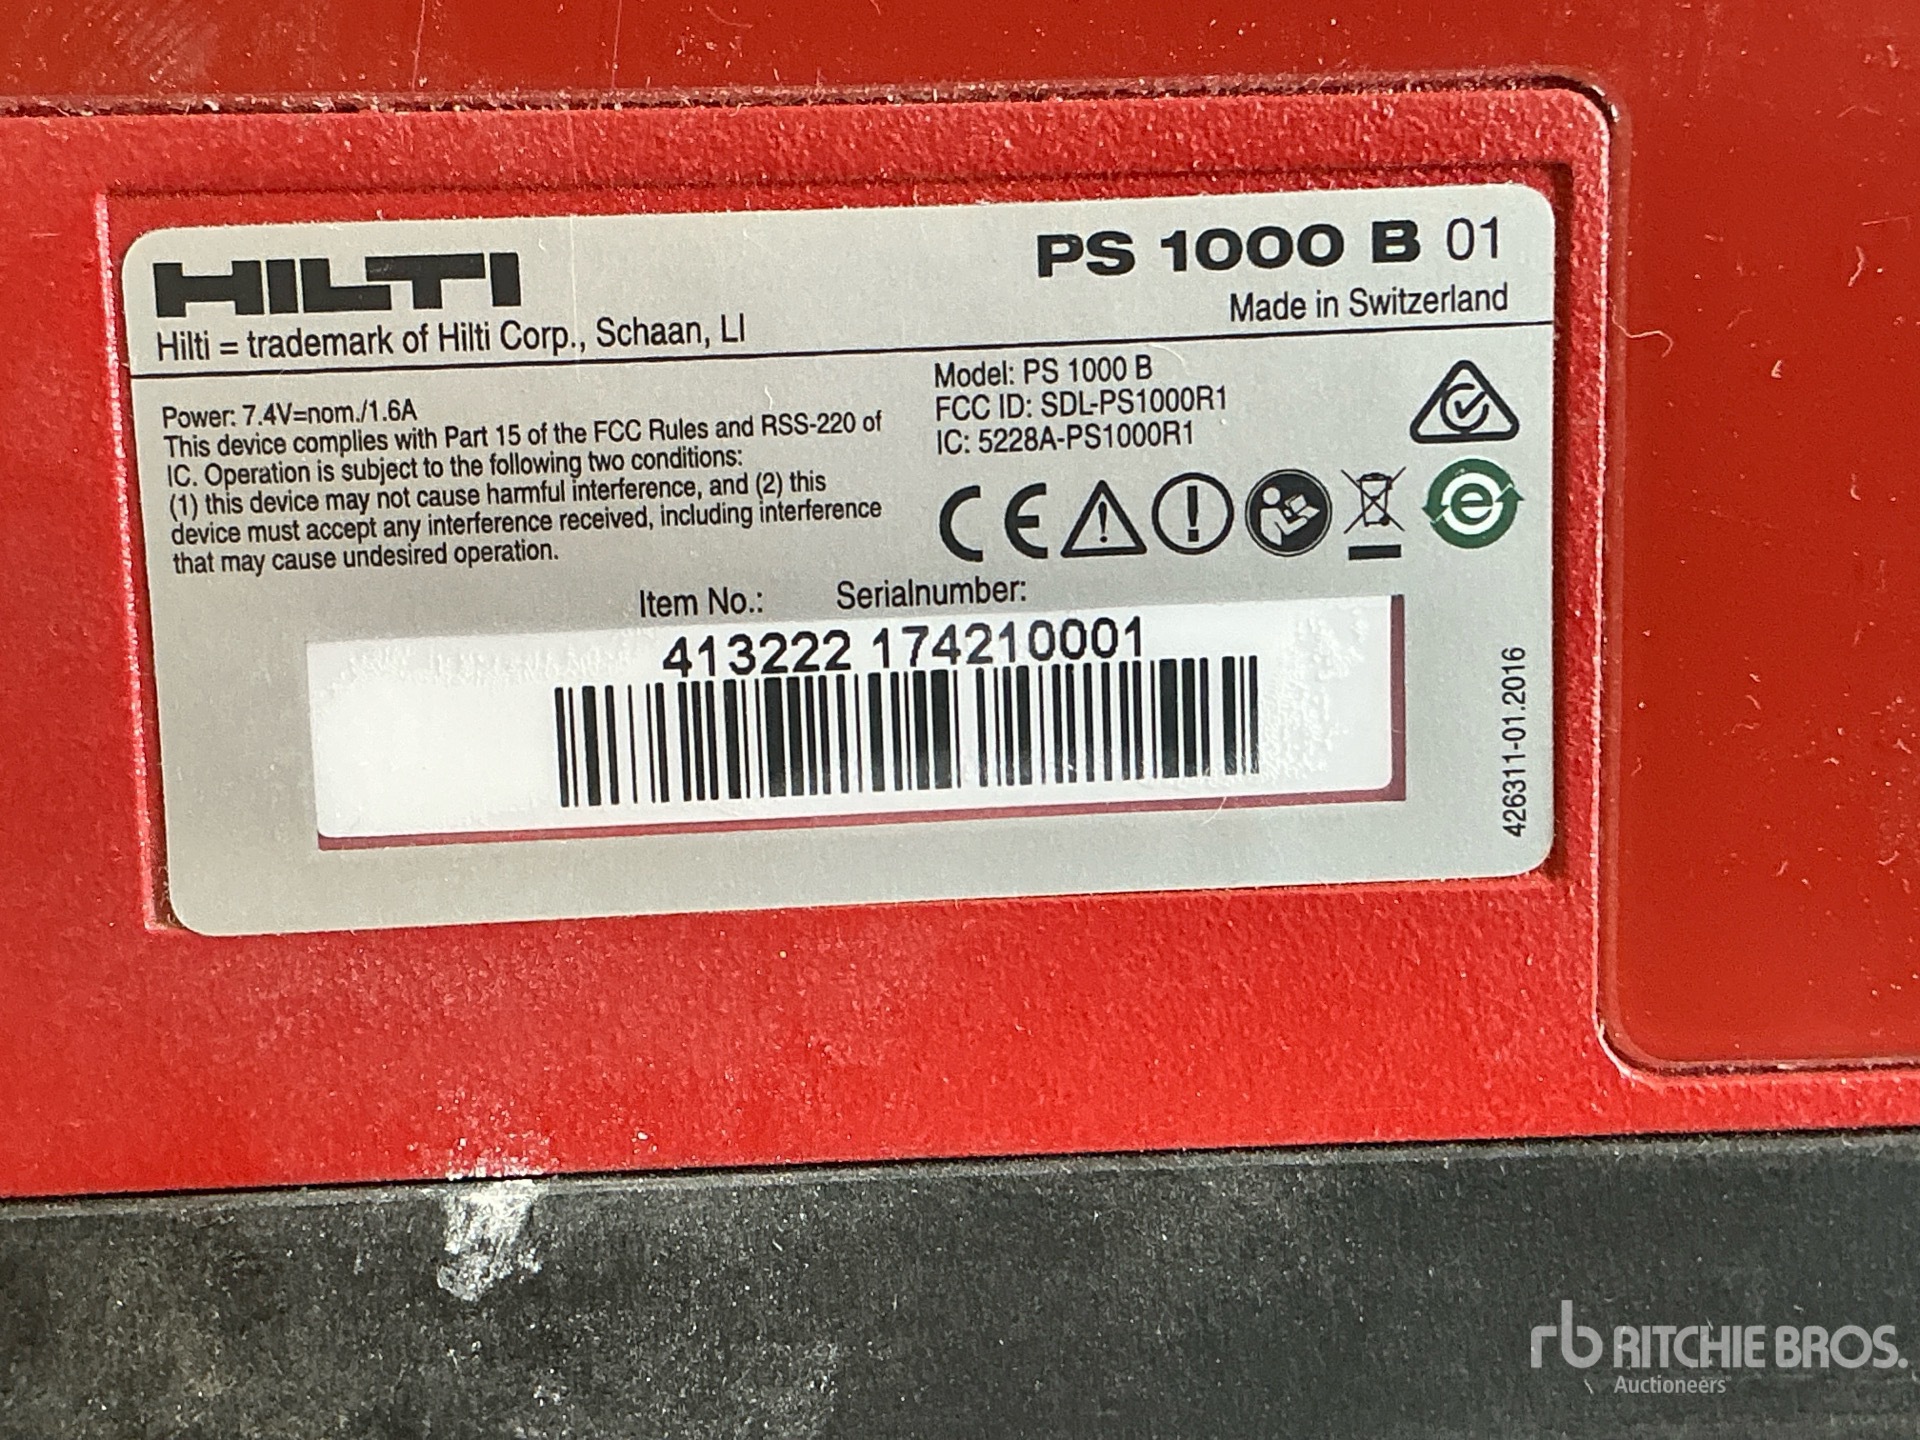 HILTI
PS 1000 B 01
Hilti = trademark of Hilti Corp., Schaan, LI
Made in Switzerland
Power: 7.4V=nom./1.6A
This device complies with Part 15 of the FCC Rules and RSS-220 of
IC. Operation is subject to the following two conditions:
(1) this device may not cause harmful interference, and (2) this
device must accept any interference received, including interference
that may cause undesired operation.
Model: PS 1000 B
FCC ID: SDL-PS1000R1
IC: 5228A-PS1000R1
CE
e
Item No.: Serialnumber:
413222 174210001
426311-01.2016
rb RITCHIE BROS.
Auctioneers